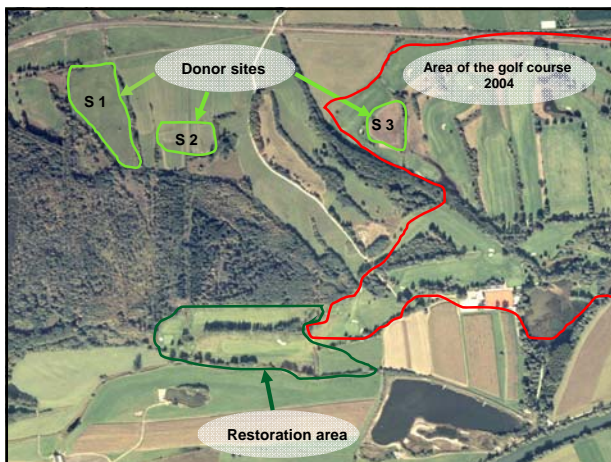 Donor sites
Area of the golf course
2004
S 1
S 2
S 3
Restoration area